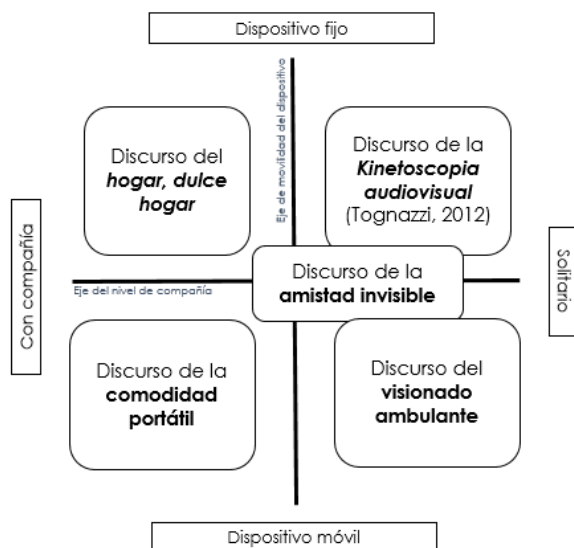 Dispositivo fijo
Eje de movilidad del dispositivo
Discurso del
hogar, dulce
hogar
Discurso de la
Kinetoscopia
audiovisual
(Tognazzi, 2012)
Con compañía
Solitario
Discurso de la
amistad invisible
Eje del nivel de compañía
Discurso de la
comodidad
portátil
Discurso del
visionado
ambulante
Dispositivo móvil